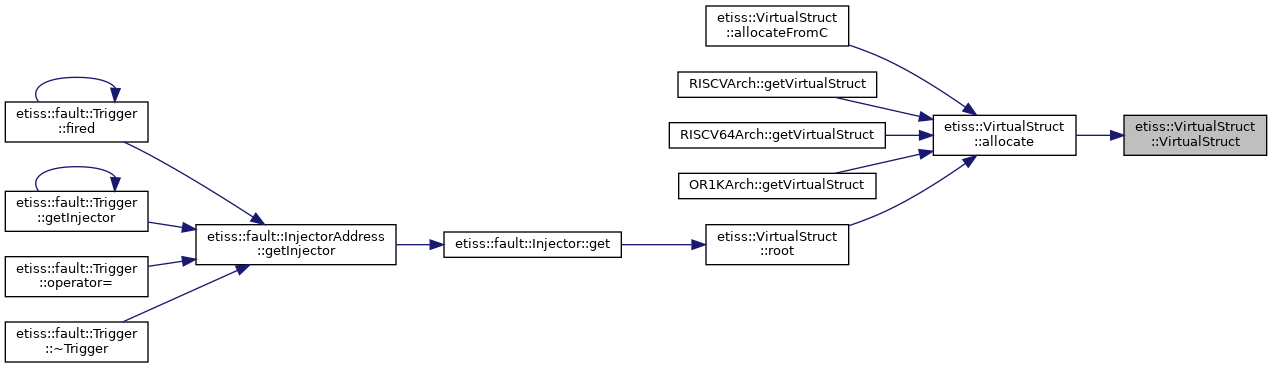 etiss::VirtualStruct
::allocateFromC
etiss::fault::Trigger
::fired
RISCVArch::getVirtualStruct
RISCV64Arch::getVirtualStruct
etiss::VirtualStruct
::allocate
etiss::VirtualStruct
::VirtualStruct
OR1KArch::getVirtualStruct
etiss::fault::Trigger
::getInjector
etiss::fault::InjectorAddress
::getInjector
etiss::fault::Injector::get
etiss::VirtualStruct
::root
etiss::fault::Trigger
::operator=
etiss::fault::Trigger
::~Trigger